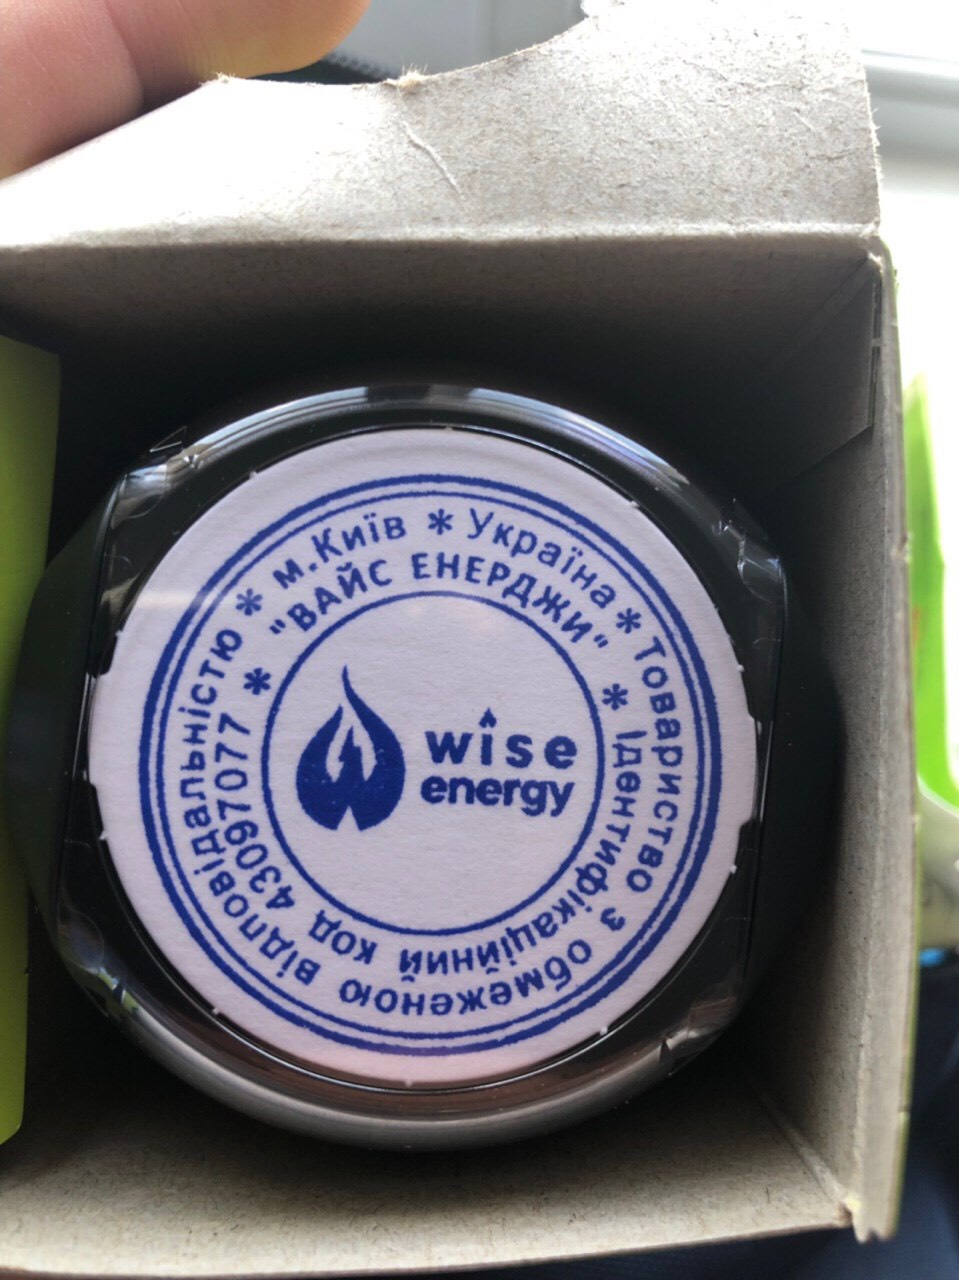 * м.Київ * Україна * Товариство з обмеженою відповідальністю
* "ВАЙС ЕНЕРДЖИ" * Ідентифікаційний код 43097077
wise
energy